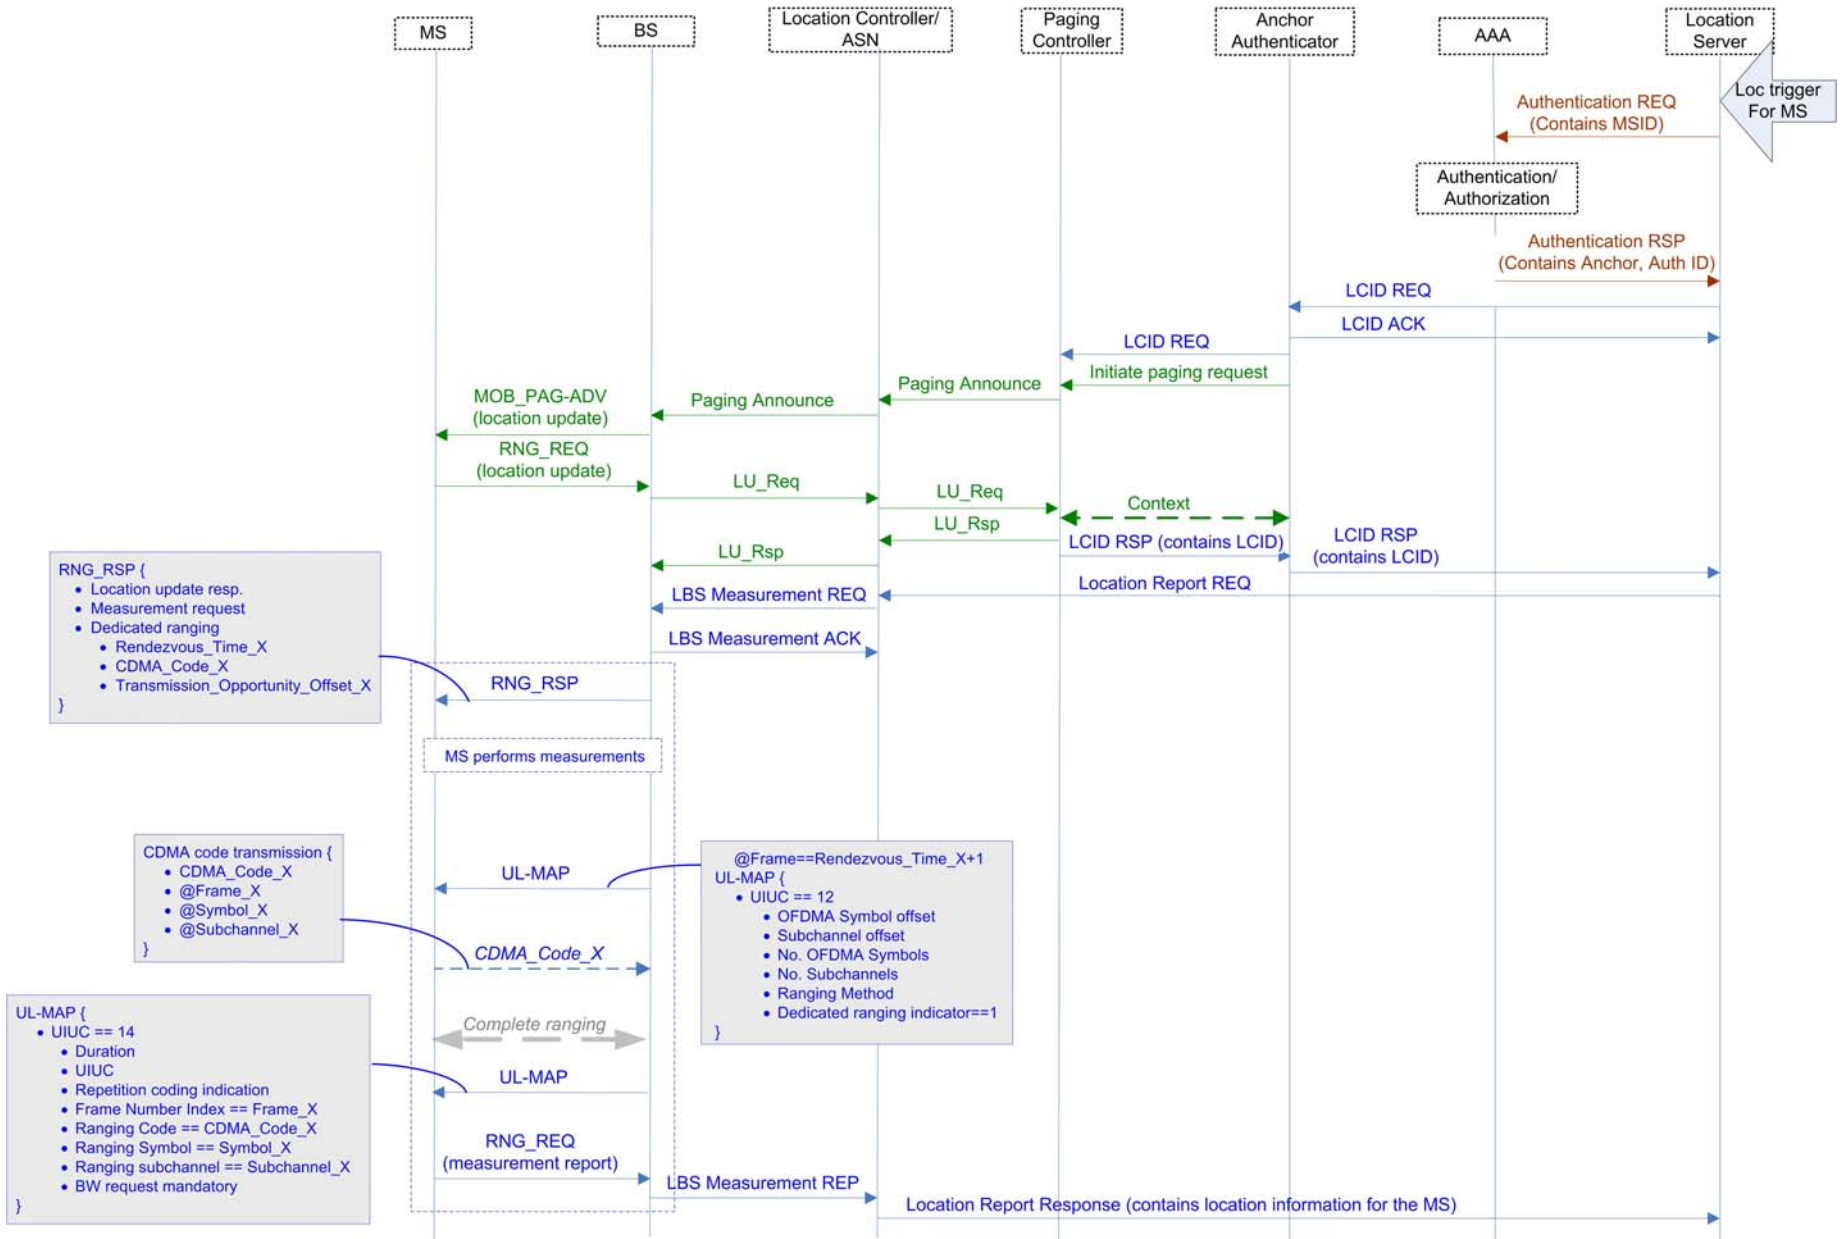 MS
BS
Location Controller/
ASN
Paging
Controller
Anchor
Authenticator
AAA
Location
Server
Loc trigger
For MS
Authentication REQ
(Contains MSID)
Authentication/
Authorization
Authentication RSP
(Contains Anchor, Auth ID)
LCID REQ
LCID ACK
LCID REQ
Initiate paging request
Paging Announce
Paging Announce
MOB_PAG-ADV
(location update)
RNG_REQ
(location update)
LU_Req
LU_Req
Context
LU_Rsp
LU_Rsp
LCID RSP (contains LCID)
LCID RSP
(contains LCID)
Location Report REQ
LBS Measurement REQ
LBS Measurement ACK
RNG_RSP {
• Location update resp.
• Measurement request
• Dedicated ranging
• Rendezvous_Time_X
• CDMA_Code_X
• Transmission_Opportunity_Offset_X
}
RNG_RSP
MS performs measurements
@Frame==Rendezvous_Time_X+1
UL-MAP {
• UIUC == 12
• OFDMA Symbol offset
• Subchannel offset
• No. OFDMA Symbols
• No. Subchannels
• Ranging Method
• Dedicated ranging indicator==1
}
UL-MAP
CDMA code transmission {
• CDMA_Code_X
• @Frame_X
• @Symbol_X
• @Subchannel_X
}
CDMA_Code_X
Complete ranging
UL-MAP {
• UIUC == 14
• Duration
• UIUC
• Repetition coding indication
• Frame Number Index == Frame_X
• Ranging Code == CDMA_Code_X
• Ranging Symbol == Symbol_X
• Ranging subchannel == Subchannel_X
• BW request mandatory
}
UL-MAP
RNG_REQ
(measurement report)
LBS Measurement REP
Location Report Response (contains location information for the MS)